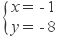 x = - 1
y = - 8